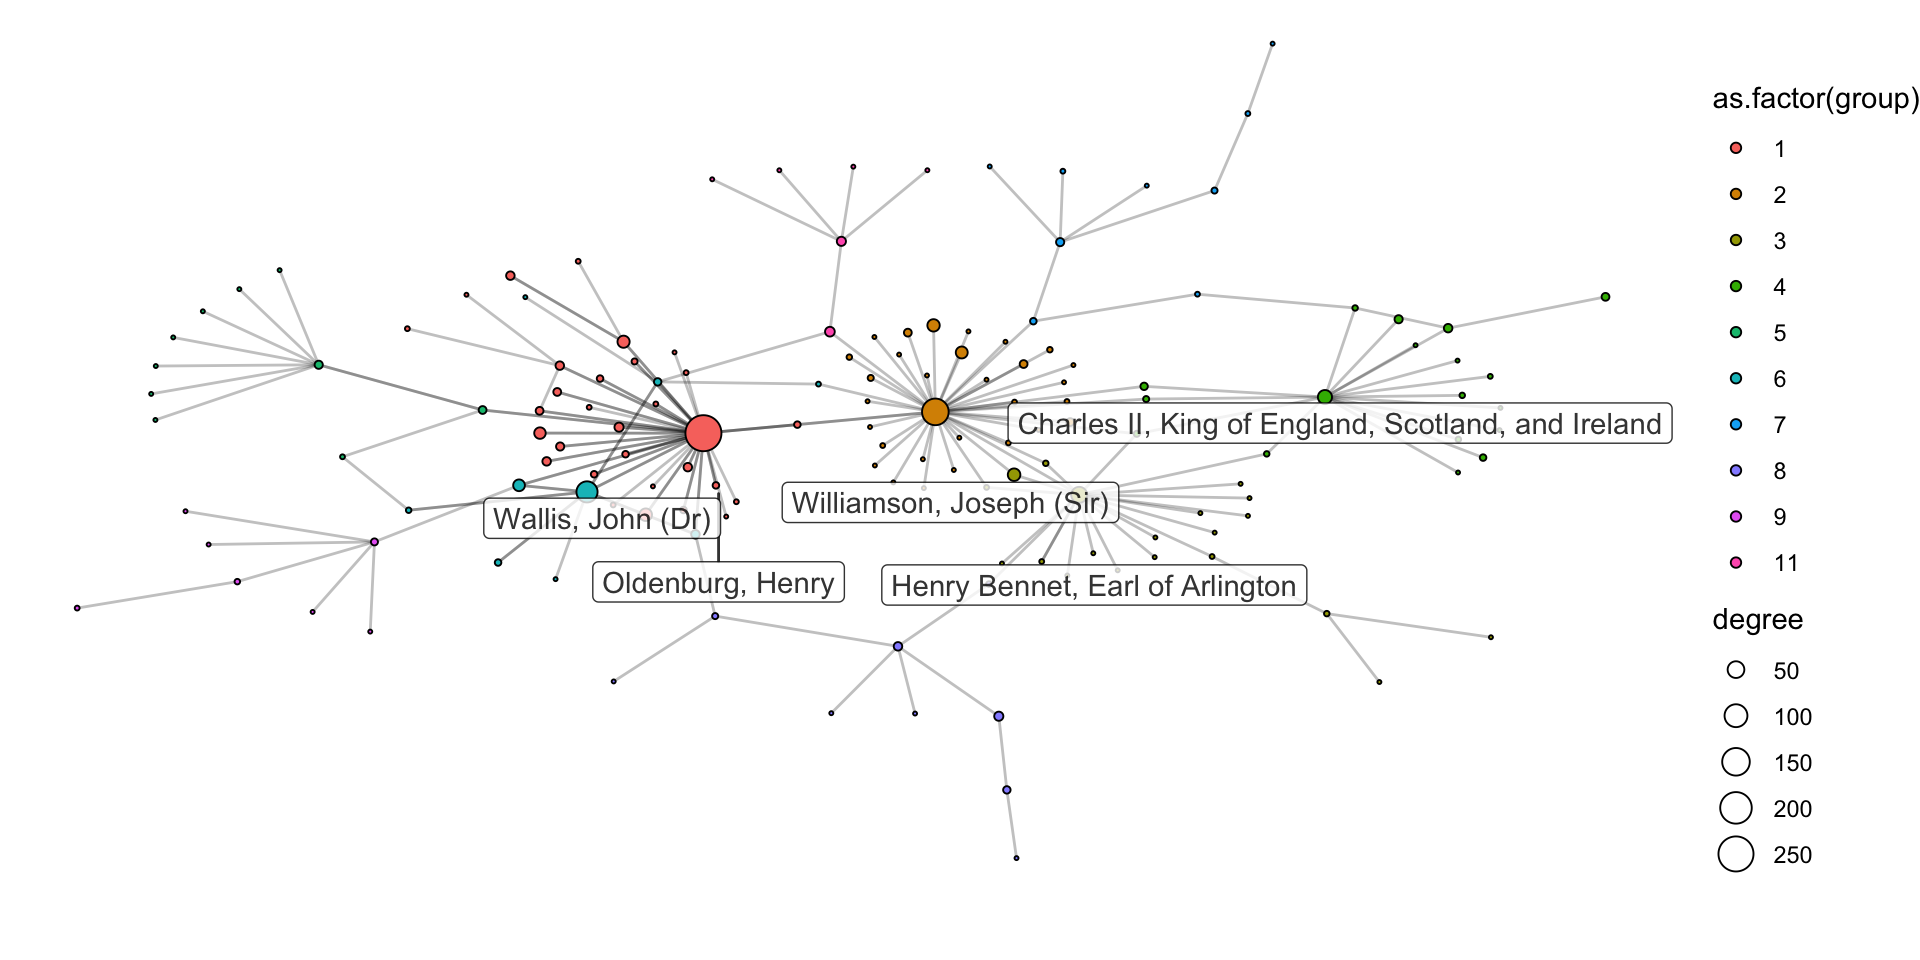 as.factor(group)
1
2
3
4
5
6
7
8
9
11
degree
50
100
150
200
250
Charles II, King of England, Scotland, and Ireland
Williamson, Joseph (Sir)
Wallis, John (Dr)
Oldenburg, Henry
Henry Bennet, Earl of Arlington